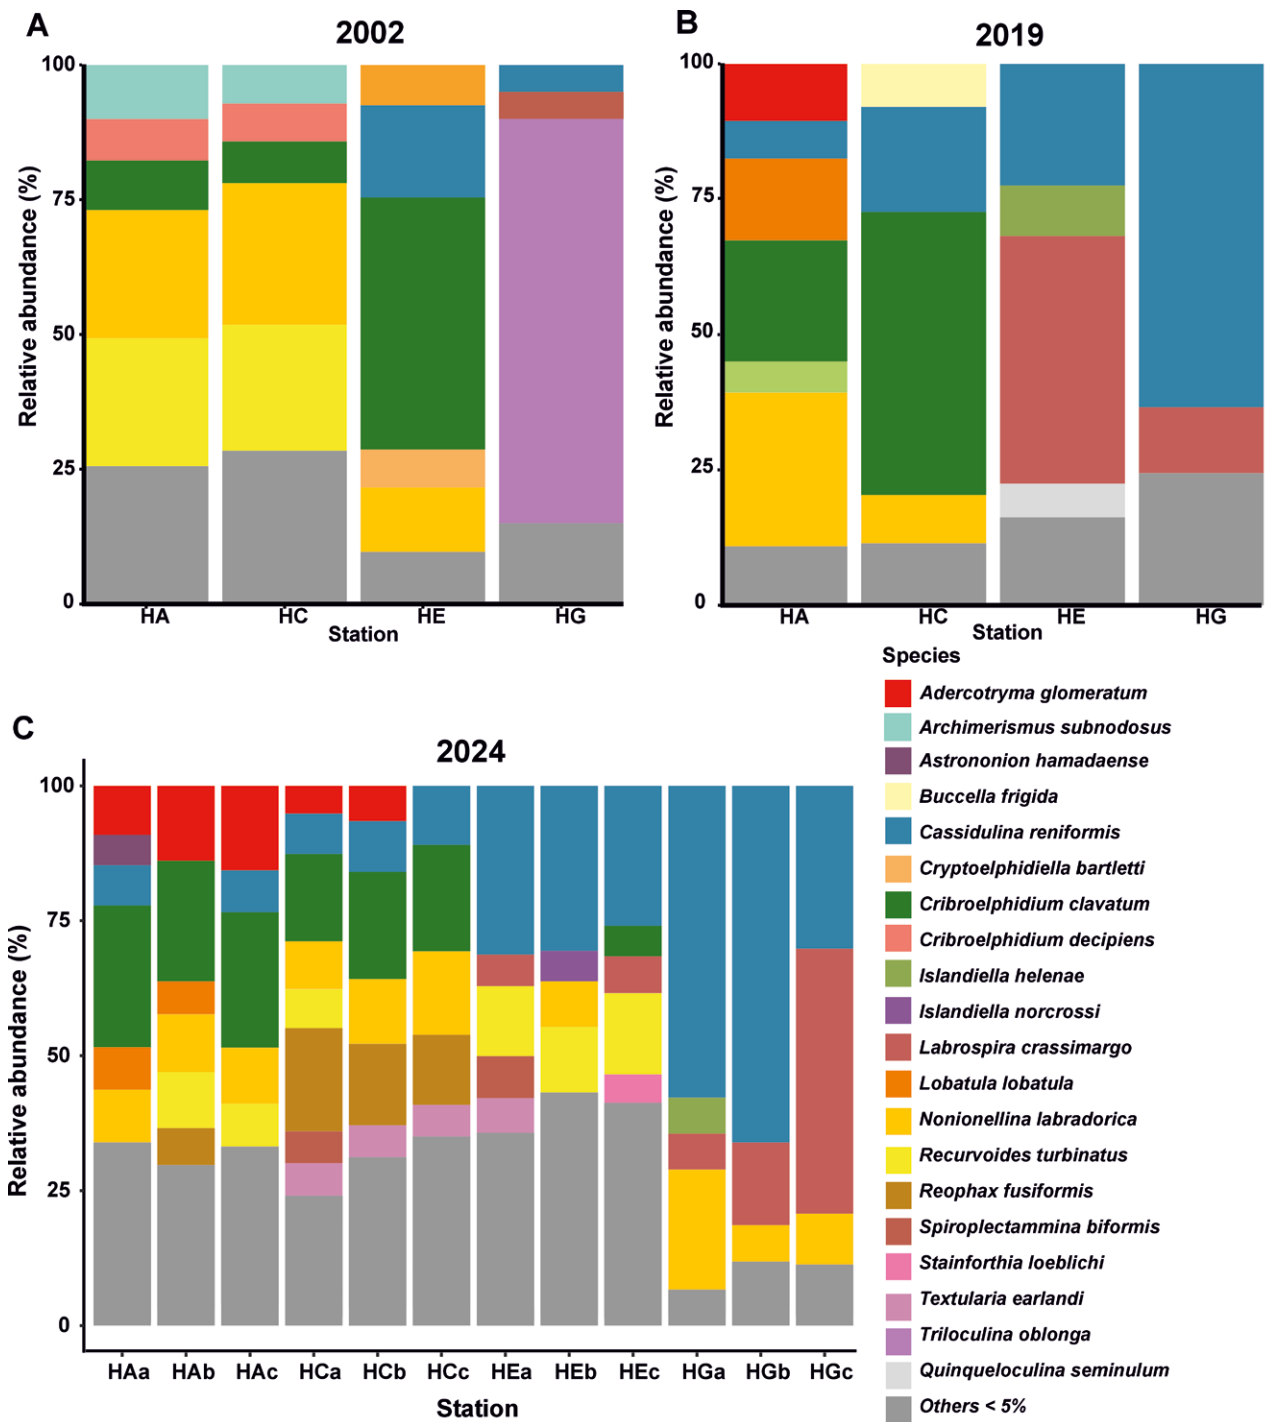 A
2002
Relative abundance (%)
100
75
50
25
0
HA HC HE HG
Station
B
2019
Relative abundance (%)
100
75
50
25
0
HA HC HE HG
Station
C
2024
Relative abundance (%)
100
75
50
25
0
HAa HAb HAc HCa HCb HCc HEa HEb HEc HGa HGb HGc
Station
Species
Adercotryma glomeratum
Archimerismus subnodosus
Astrononion hamadaense
Buccella frigida
Cassidulina reniformis
Cryptoelphidiella bartletti
Cribroelphidium clavatum
Cribroelphidium decipiens
Islandiella helenae
Islandiella norcrossi
Labrospira crassimargo
Lobatula lobatula
Nonionellina labradorica
Recurvoides turbinatus
Reophax fusiformis
Spiroplectammina biformis
Stainforthia loeblichi
Textularia earlandi
Triloculina oblonga
Quinqueloculina seminulum
Others < 5%